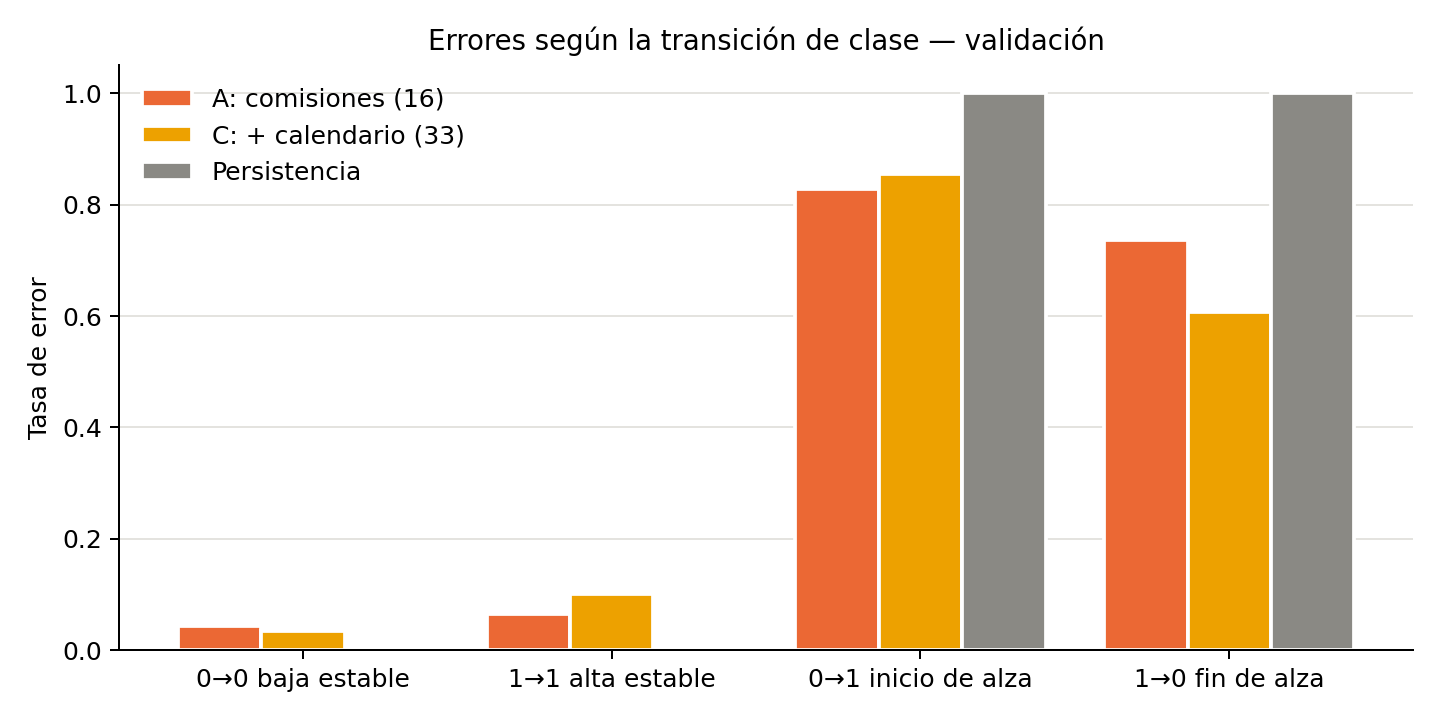 Errores según la transición de clase — validación
A: comisiones (16)
C: + calendario (33)
Persistencia
Tasa de error
1.0
0.8
0.6
0.4
0.2
0.0
0→0 baja estable
1→1 alta estable
0→1 inicio de alza
1→0 fin de alza